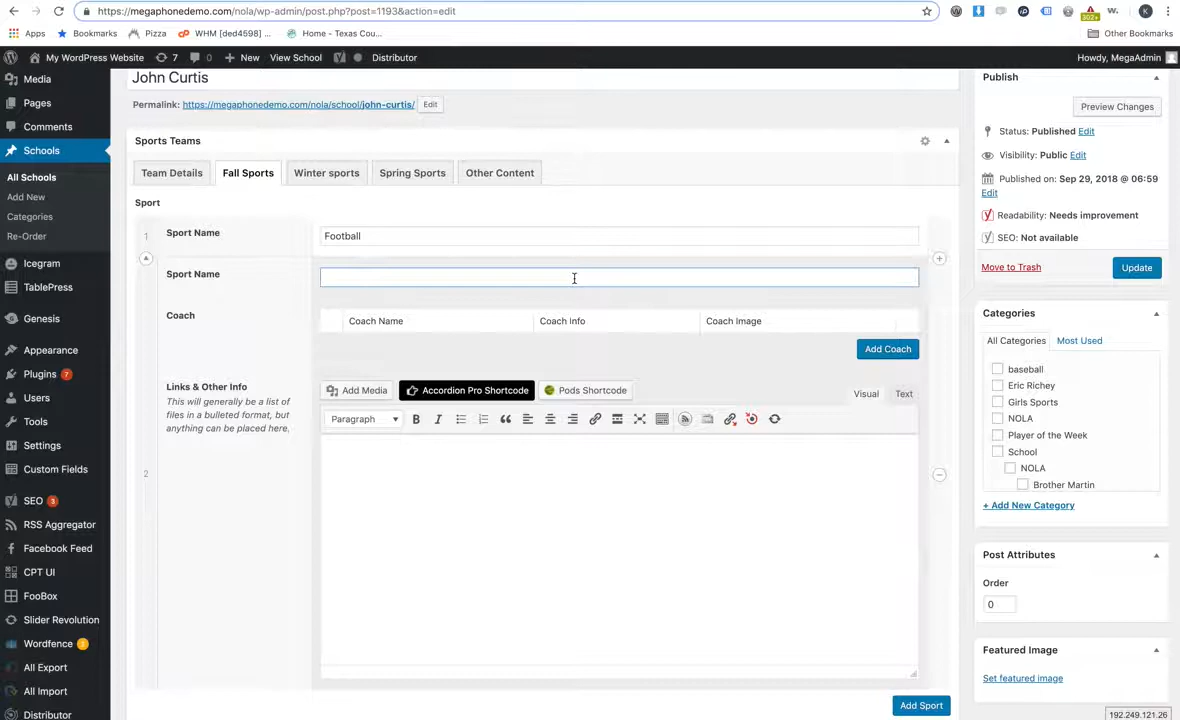 https://megaphonedemo.com/nola/wp-admin/post.php?post=1193&action=edit
302+
W.
K
Apps
Bookmarks
Pizza
WHM [ded4598] ...
Home - Texas Cou...
Other Bookmarks
My WordPress Website
7
0
New
View School
Distributor
Howdy, MegaAdmin
Media
Pages
Comments
Schools
All Schools
Add New
Categories
Re-Order
Icegram
TablePress
Genesis
Appearance
Plugins 7
Users
Tools
Settings
Custom Fields
SEO 3
RSS Aggregator
Facebook Feed
CPT UI
FooBox
Slider Revolution
Wordfence
All Export
All Import
Distributor
John Curtis
Permalink: https://megaphonedemo.com/nola/school/john-curtis/ Edit
Sports Teams
Team Details
Fall Sports
Winter sports
Spring Sports
Other Content
Sport
1
Sport Name
Football
Sport Name
Coach
Coach Name
Coach Info
Coach Image
Add Coach
Links & Other Info
This will generally be a list of
files in a bulleted format, but
anything can be placed here.
Add Media
Accordion Pro Shortcode
Pods Shortcode
Visual
Text
Paragraph
B
I
2
Add Sport
Publish
Preview Changes
Status: Published Edit
Visibility: Public Edit
Published on: Sep 29, 2018 @ 06:59
Edit
Readability: Needs improvement
SEO: Not available
Move to Trash
Update
Categories
All Categories
Most Used
baseball
Eric Richey
Girls Sports
NOLA
Player of the Week
School
NOLA
Brother Martin
+ Add New Category
Post Attributes
Order
0
Featured Image
Set featured image
192.249.121.26